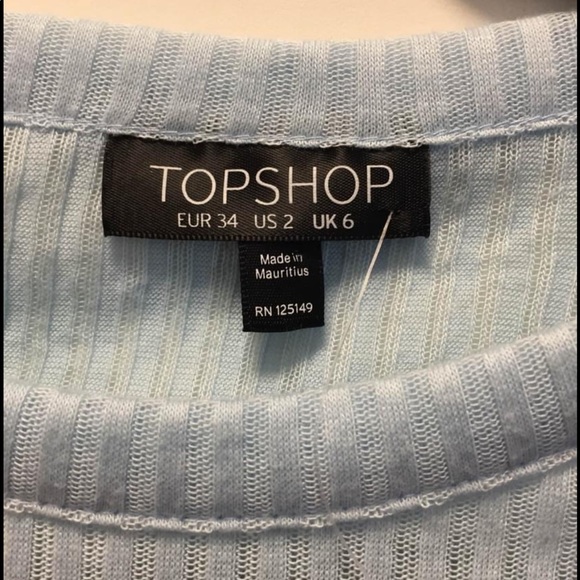 TOPSHOP
EUR 34 US 2 UK 6
Made in
Mauritius
RN 125149